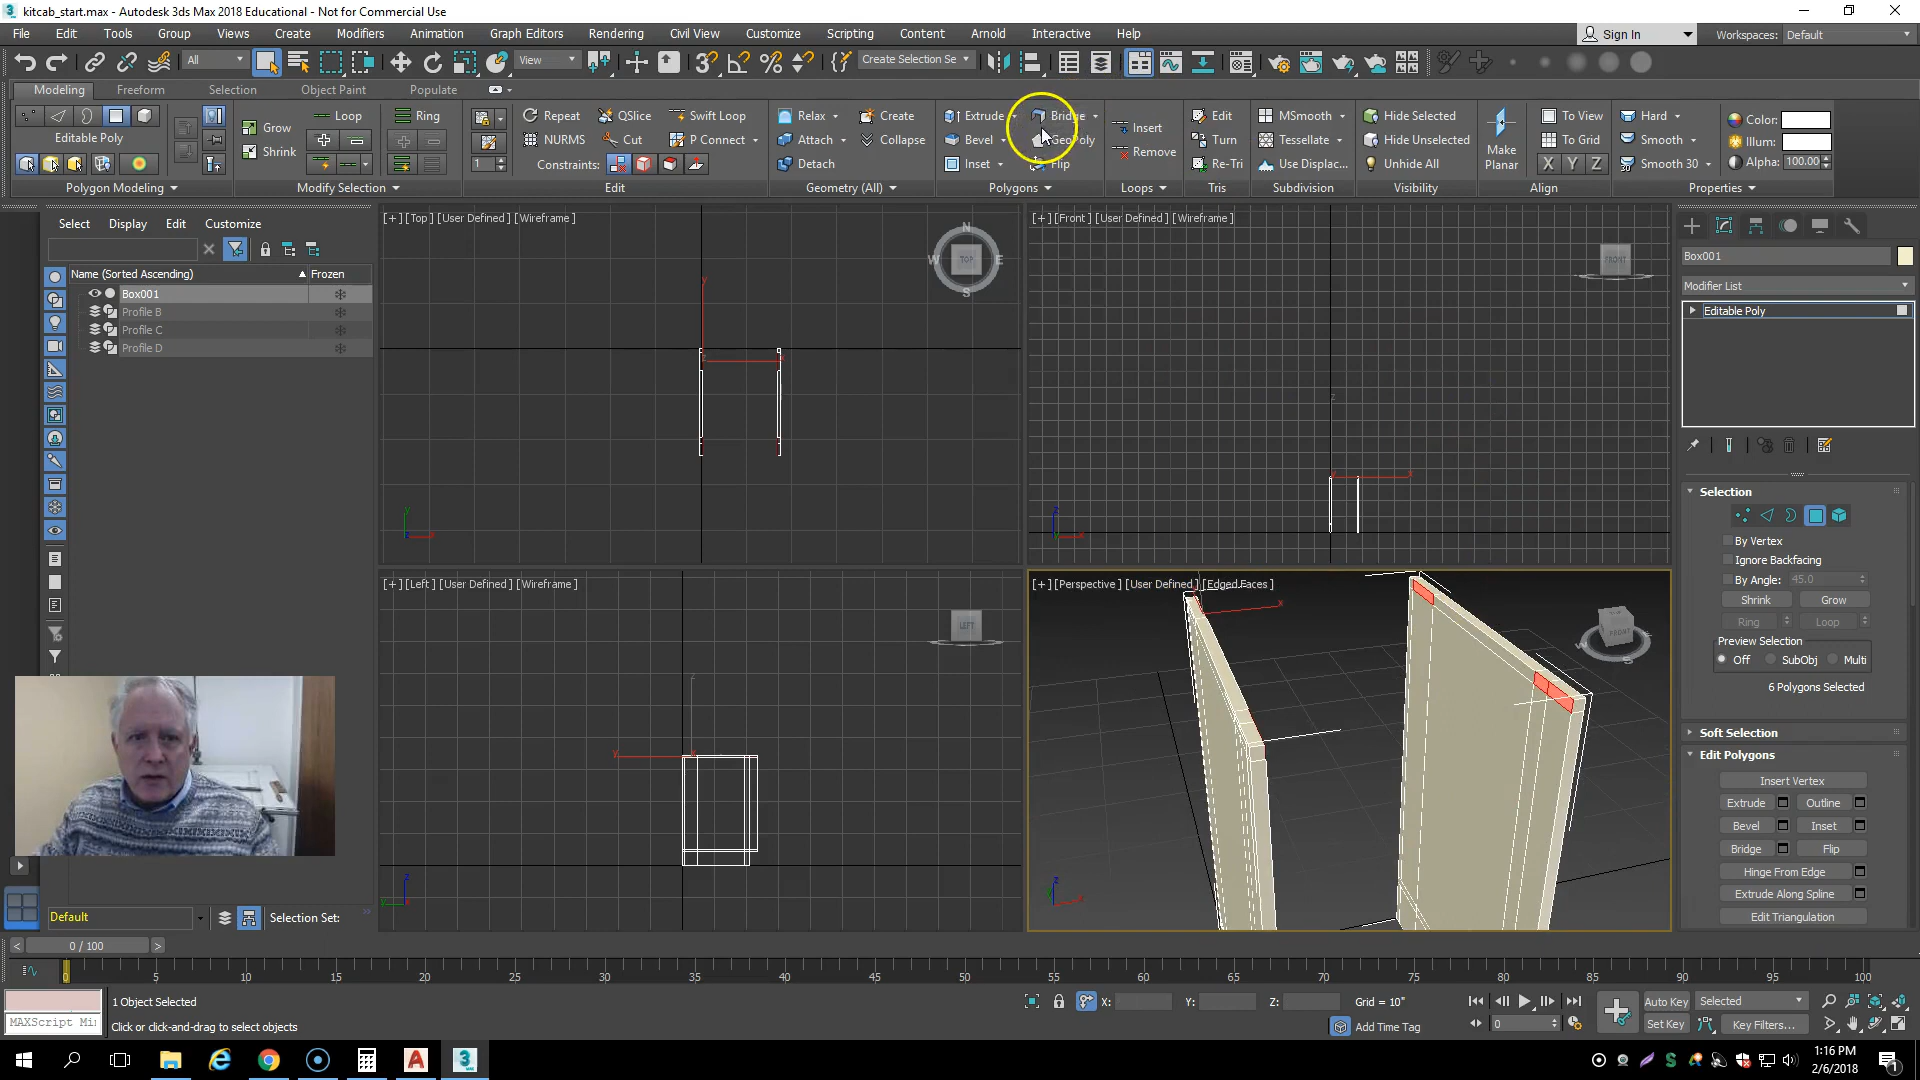 kitcab_start.max - Autodesk 3ds Max 2018 Educational - Not for Commercial Use
File Edit Tools Group Views Create Modifiers Animation Graph Editors Rendering Civil View Customize Scripting Content Arnold Interactive Help Sign In Workspaces: Default
All View Create Selection Se
Modeling Freeform Selection Object Paint Populate
Loop Ring Repeat QSlice Swift Loop Relax Create Extrude Bridge Insert Edit MSmooth Hide Selected To View Hard Color:
Editable Poly Grow NURMS Cut P Connect Attach Collapse Bevel GeoPoly Remove Turn Tessellate Hide Unselected Make Planar To Grid Smooth Illum:
Shrink 1 Constraints: Detach Inset Flip Re-Tri Use Displac... Unhide All X Y Z Smooth 30 Alpha: 100.00
Polygon Modeling Modify Selection Edit Geometry (All) Polygons Loops Tris Subdivision Visibility Align Properties
Select Display Edit Customize
Name (Sorted Ascending) Frozen
Box001
Profile B
Profile C
Profile D
[+] [Top] [User Defined] [Wireframe]
N
W TOP E
S
y
z x
y
[+] [Front] [User Defined] [Wireframe]
FRONT
z
x
z
[+] [Left] [User Defined] [Wireframe]
LEFT
z
y x
z
y
[+] [Perspective] [User Defined] [Edged Faces]
FRONT
W S
x
z
Box001
Modifier List
Editable Poly
Selection
By Vertex
Ignore Backfacing
By Angle: 45.0
Shrink Grow
Ring Loop
Preview Selection
Off SubObj Multi
6 Polygons Selected
Soft Selection
Edit Polygons
Insert Vertex
Extrude Outline
Bevel Inset
Bridge Flip
Hinge From Edge
Extrude Along Spline
Edit Triangulation
Default Selection Set:
< 0 / 100 >
0 5 10 15 20 25 30 35 40 45 50 55 60 65 70 75 80 85 90 95 100
1 Object Selected X: Y: Z: Grid = 10" Auto Key Selected
MAXScript Mi Click or click-and-drag to select objects Add Time Tag 0 Set Key Key Filters...
1:16 PM
2/6/2018
1